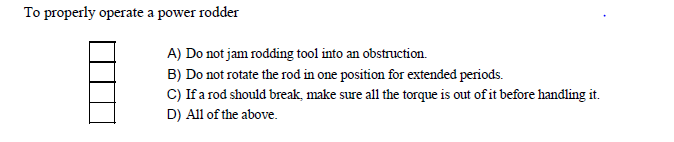 To properly operate a power rodder
A) Do not jam rodding tool into an obstruction.
B) Do not rotate the rod in one position for extended periods.
C) If a rod should break, make sure all the torque is out of it before handling it.
D) All of the above.